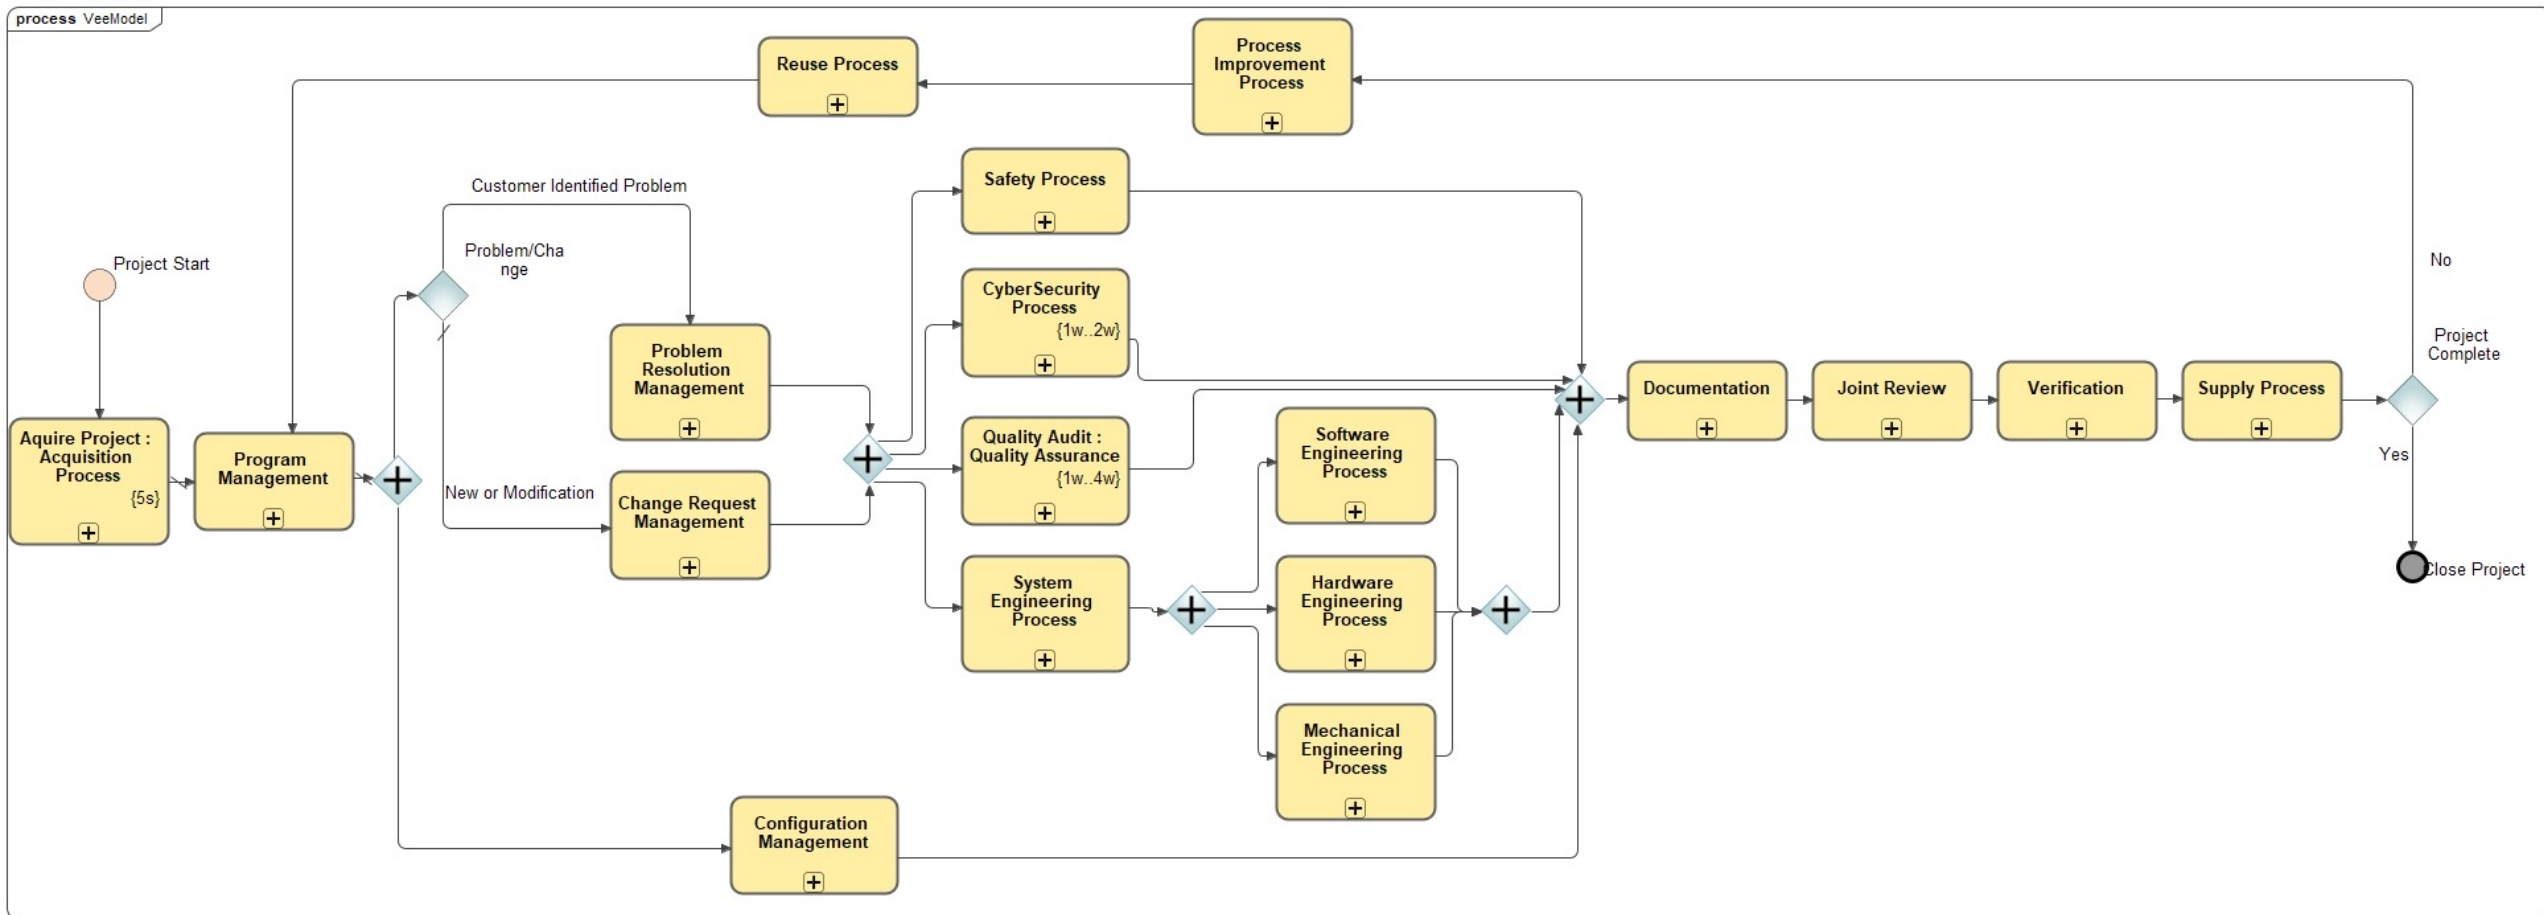 process VeeModel
Reuse Process
Process
Improvement
Process
Safety Process
Customer Identified Problem
Problem/Cha
nge
Project Start
CyberSecurity
Process
{1w..2w}
No
Project
Complete
Problem
Resolution
Management
Documentation
Joint Review
Verification
Supply Process
Aquire Project :
Acquisition
Process
{5s}
Program
Management
Quality Audit :
Quality Assurance
{1w..4w}
Software
Engineering
Process
Yes
New or Modification
Change Request
Management
System
Engineering
Process
Hardware
Engineering
Process
Close Project
Mechanical
Engineering
Process
Configuration
Management